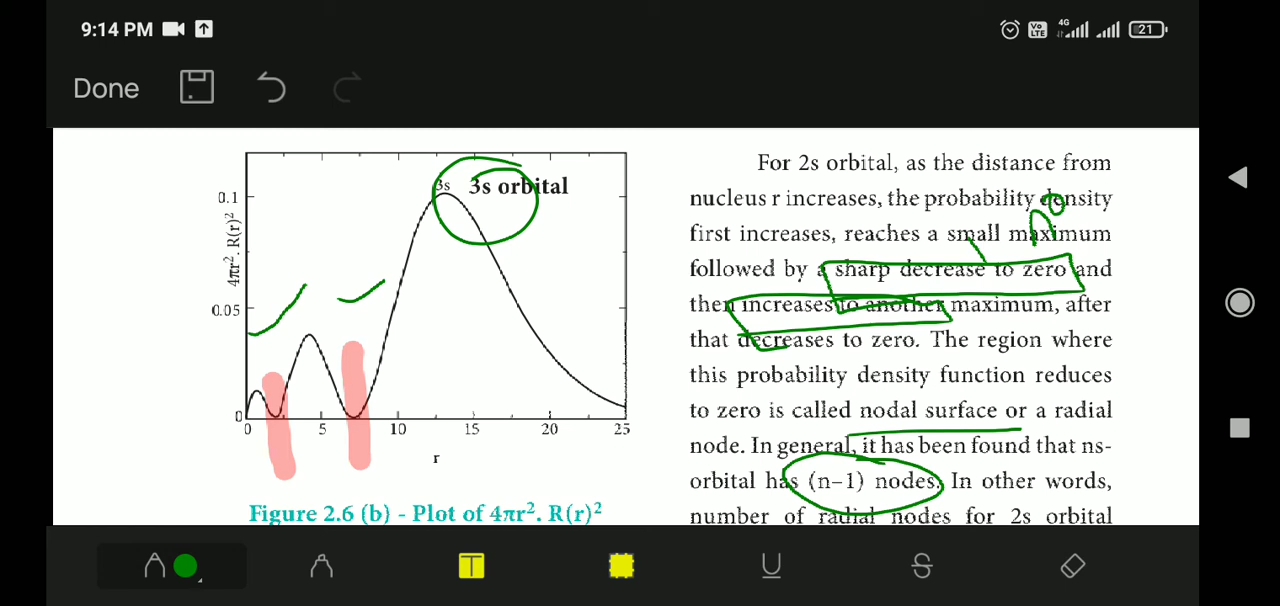 9:14 PM
Vo LTE 4G 21
Done
3s
3s orbital
0.1
0.05
0
4πr². R(r)²
0 5 10 15 20 25
r
Figure 2.6 (b) - Plot of 4πr². R(r)²
For 2s orbital, as the distance from
nucleus r increases, the probability density
first increases, reaches a small maximum
followed by a sharp decrease to zero and
then increases to another maximum, after
that decreases to zero. The region where
this probability density function reduces
to zero is called nodal surface or a radial
node. In general, it has been found that ns-
orbital has (n–1) nodes. In other words,
number of radial nodes for 2s orbital
no
T
U
S